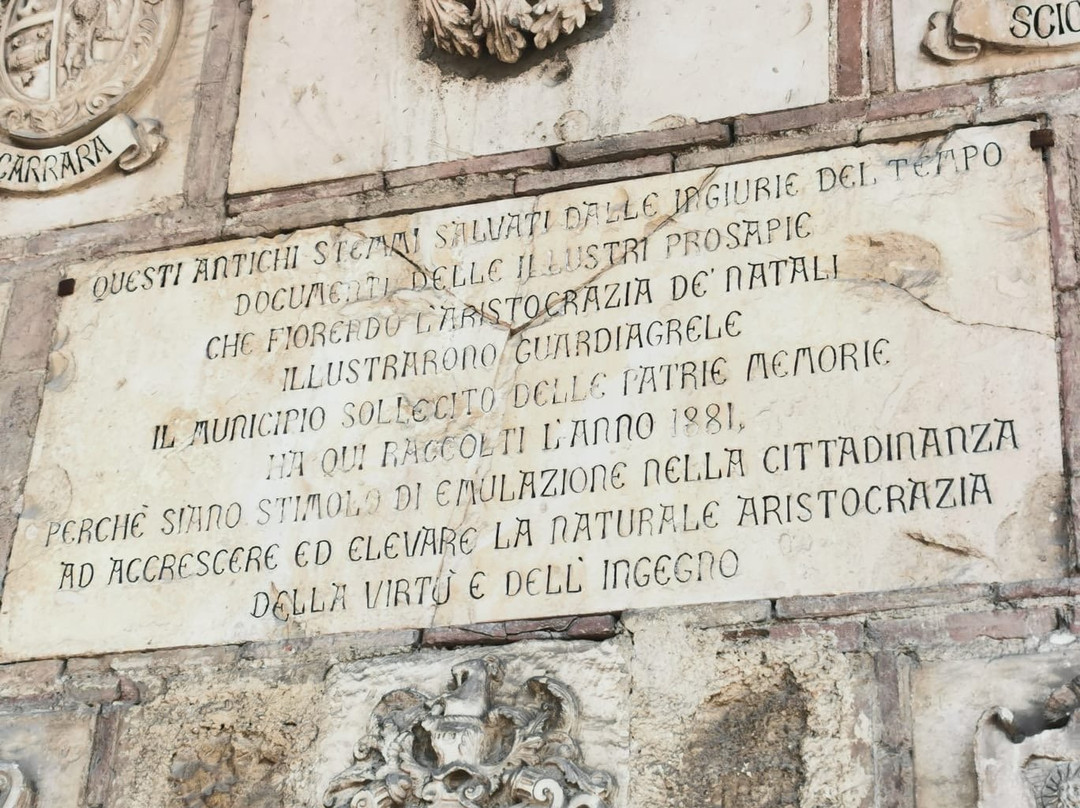 SCIO
CARRARA
QUESTI ANTICHI STEMMI SALVATI DALLE INGIURIE DEL TEMPO
DOCUMENTI DELLE ILLUSTRI PROSAPIE
CHE FIORENDO L'ARISTOCRAZIA DE' NATALI
ILLUSTRARONO GUARDIAGRELE
IL MUNICIPIO SOLLECITO DELLE PATRIE MEMORIE
HA QUI RACCOLTI L'ANNO 1881,
PERCHÈ SIANO STIMOLO DI EMULAZIONE NELLA CITTADINANZA
AD ACCRESCERE ED ELEVARE LA NATURALE ARISTOCRAZIA
DELLA VIRTÙ E DELL' INGEGNO